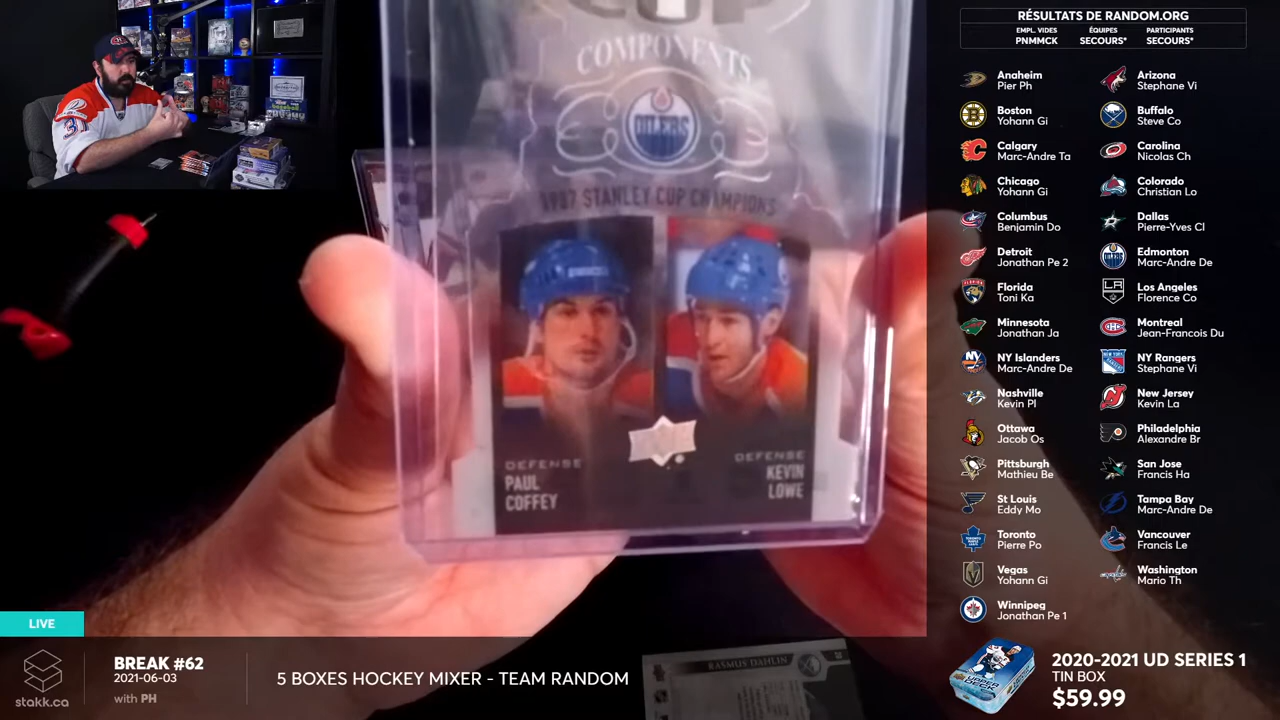 CUP
COMPONENTS
OILERS
1987 STANLEY CUP CHAMPIONS
DEFENSE
PAUL
COFFEY
DEFENSE
KEVIN
LOWE
RASMUS DAHLIN
LIVE
stakk.ca
BREAK #62
2021-06-03
with PH
5 BOXES HOCKEY MIXER - TEAM RANDOM
2020-2021 UD SERIES 1
TIN BOX
$59.99
RÉSULTATS DE RANDOM.ORG
EMPL. VIDES ÉQUIPES PARTICIPANTS
PNMMCK SECOURS* SECOURS*
Anaheim
Pier Ph
Arizona
Stephane Vi
Boston
Yohann Gi
Buffalo
Steve Co
Calgary
Marc-Andre Ta
Carolina
Nicolas Ch
Chicago
Yohann Gi
Colorado
Christian Lo
Columbus
Benjamin Do
Dallas
Pierre-Yves Cl
Detroit
Jonathan Pe 2
Edmonton
Marc-Andre De
Florida
Toni Ka
Los Angeles
Florence Co
Minnesota
Jonathan Ja
Montreal
Jean-Francois Du
NY Islanders
Marc-Andre De
NY Rangers
Stephane Vi
Nashville
Kevin Pl
New Jersey
Kevin La
Ottawa
Jacob Os
Philadelphia
Alexandre Br
Pittsburgh
Mathieu Be
San Jose
Francis Ha
St Louis
Eddy Mo
Tampa Bay
Marc-Andre De
Toronto
Pierre Po
Vancouver
Francis Le
Vegas
Yohann Gi
Washington
Mario Th
Winnipeg
Jonathan Pe 1